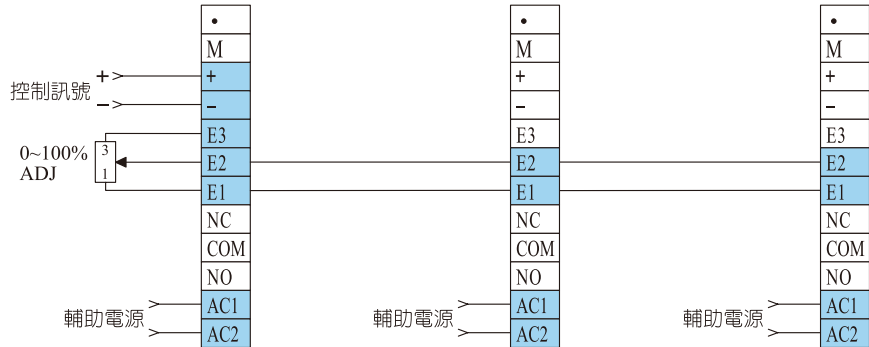 •
M
+
−
E3
E2
E1
NC
COM
NO
AC1
AC2
控制訊號
+
−
0~100%
ADJ
3
1
輔助電源
•
M
+
−
E3
E2
E1
NC
COM
NO
AC1
AC2
輔助電源
•
M
+
−
E3
E2
E1
NC
COM
NO
AC1
AC2
輔助電源